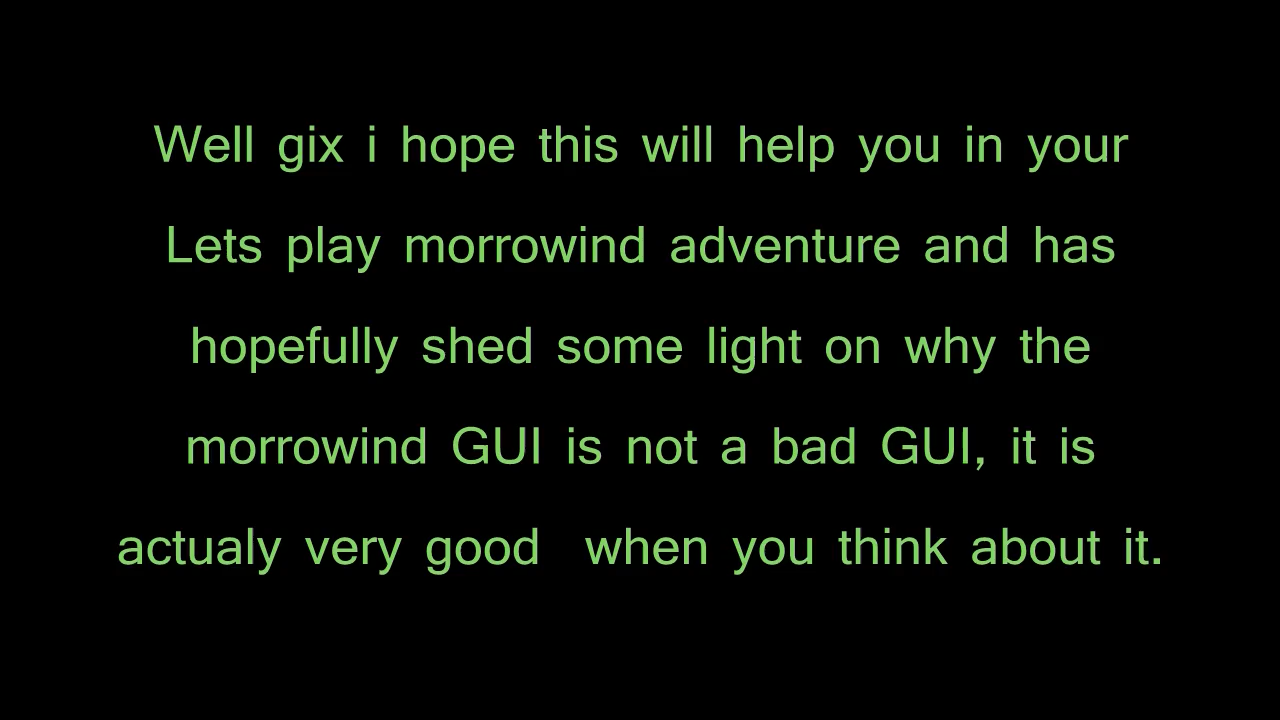 Well gix i hope this will help you in your
Lets play morrowind adventure and has
hopefully shed some light on why the
morrowind GUI is not a bad GUI, it is
actualy very good  when you think about it.